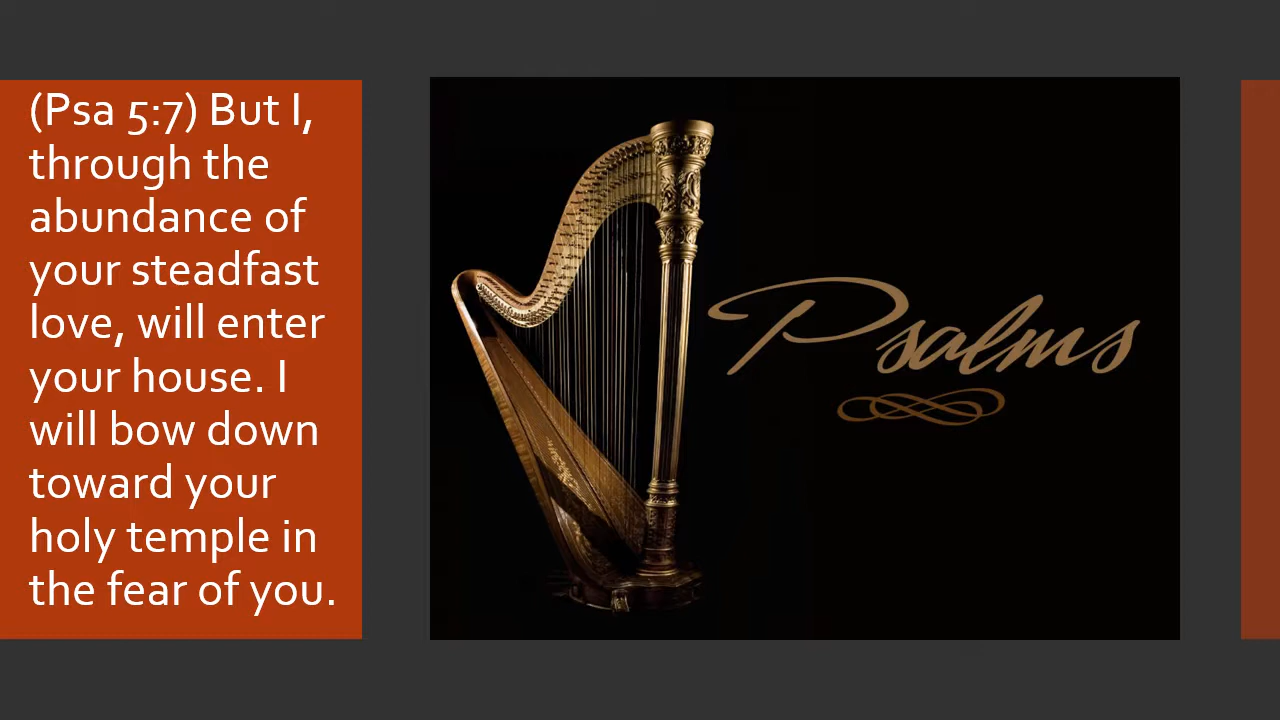 (Psa 5:7) But I,
through the
abundance of
your steadfast
love, will enter
your house. I
will bow down
toward your
holy temple in
the fear of you.
Psalms